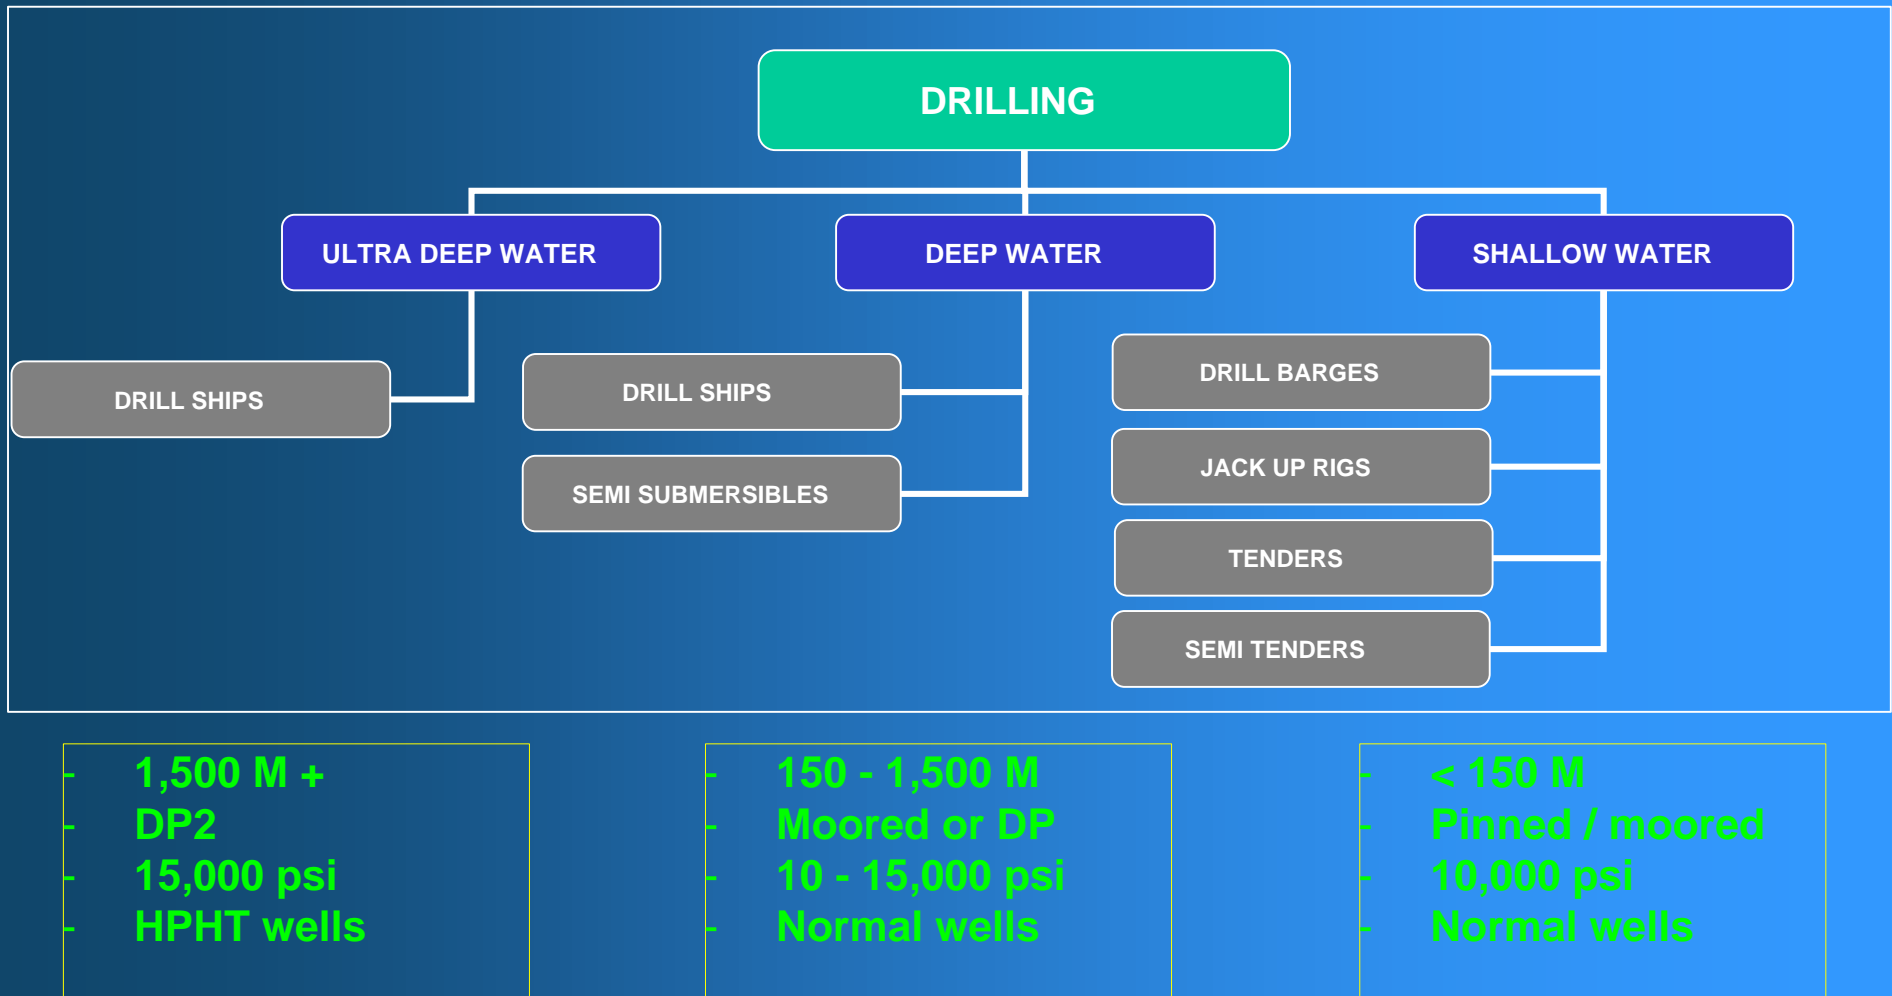 DRILLING
ULTRA DEEP WATER
DEEP WATER
SHALLOW WATER
DRILL SHIPS
DRILL SHIPS
SEMI SUBMERSIBLES
DRILL BARGES
JACK UP RIGS
TENDERS
SEMI TENDERS
- 1,500 M +
- DP2
- 15,000 psi
- HPHT wells
- 150 - 1,500 M
- Moored or DP
- 10 - 15,000 psi
- Normal wells
- < 150 M
- Pinned / moored
- 10,000 psi
- Normal wells